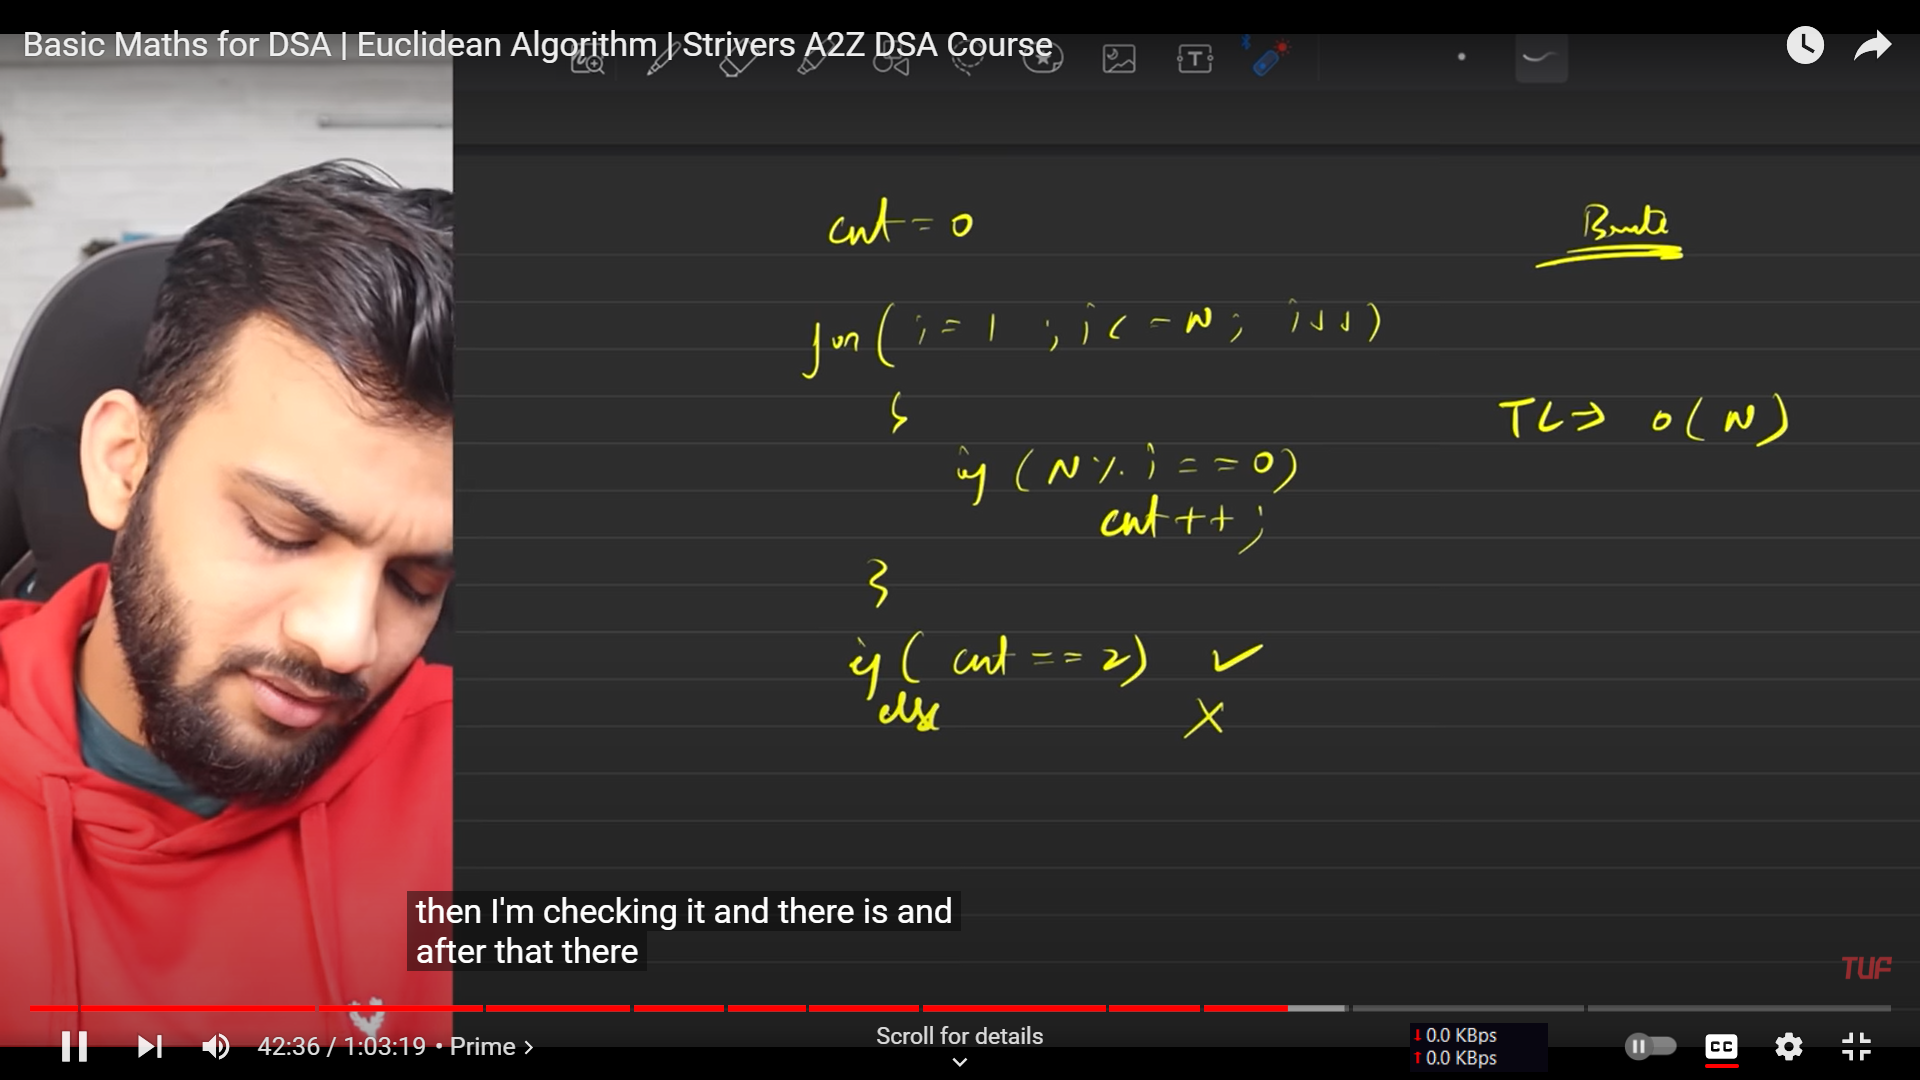 Basic Maths for DSA | Euclidean Algorithm | Strivers A2Z DSA Course
T
cnt = 0
Brute
for ( i = 1 ; i < = N ; i++ )
{
TC ⇒ O ( N )
if ( N % i = = 0 )
cnt + + ;
}
if ( cnt = = 2 ) ✓
else X
then I'm checking it and there is and
after that there
TUF
42:36 / 1:03:19 • Prime >
Scroll for details
0.0 KBps
0.0 KBps
CC